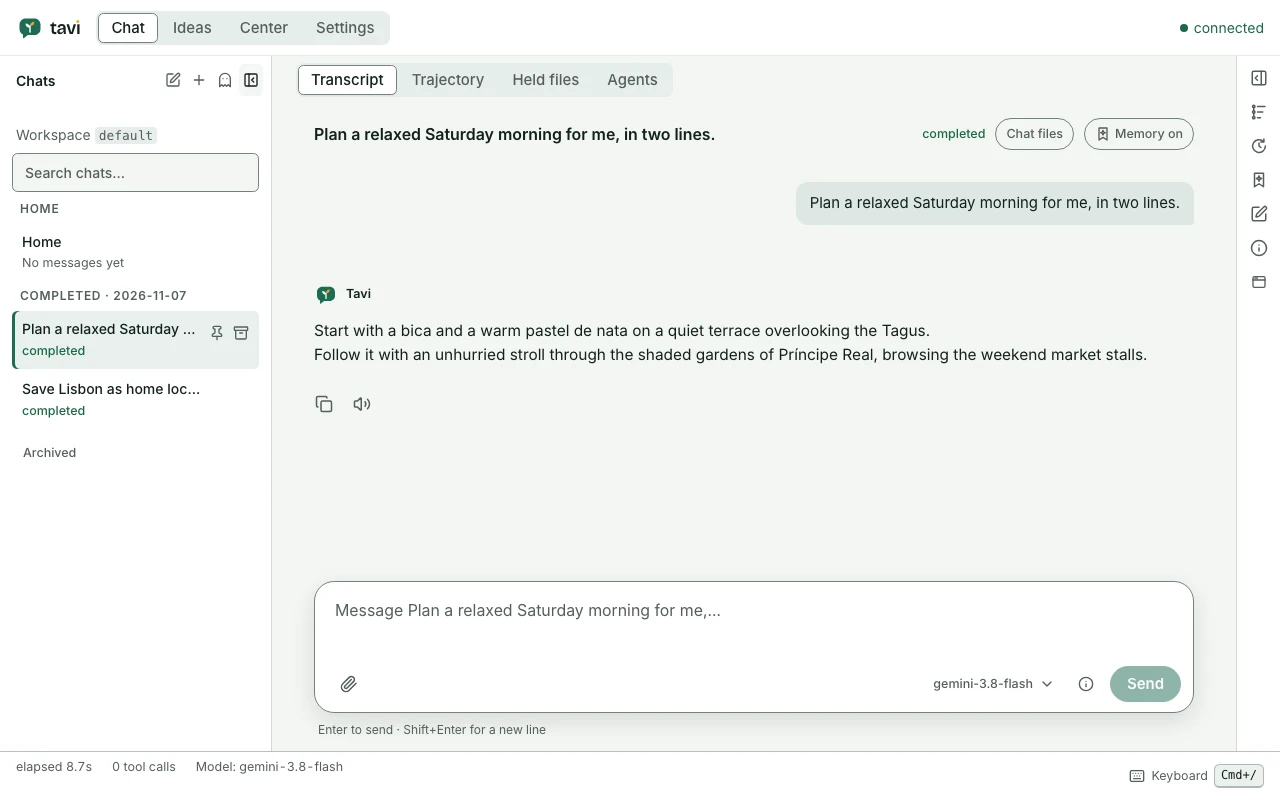 tavi
Chat
Ideas
Center
Settings
connected
Chats
Workspace default
Search chats...
HOME
Home
No messages yet
COMPLETED · 2026-11-07
Plan a relaxed Saturday ...
completed
Save Lisbon as home loc...
completed
Archived
Transcript
Trajectory
Held files
Agents
Plan a relaxed Saturday morning for me, in two lines.
completed
Chat files
Memory on
Plan a relaxed Saturday morning for me, in two lines.
Tavi
Start with a bica and a warm pastel de nata on a quiet terrace overlooking the Tagus.
Follow it with an unhurried stroll through the shaded gardens of Príncipe Real, browsing the weekend market stalls.
Message Plan a relaxed Saturday morning for me,...
gemini-3.8-flash
Send
Enter to send · Shift+Enter for a new line
elapsed 8.7s
0 tool calls
Model: gemini-3.8-flash
Keyboard
Cmd+/